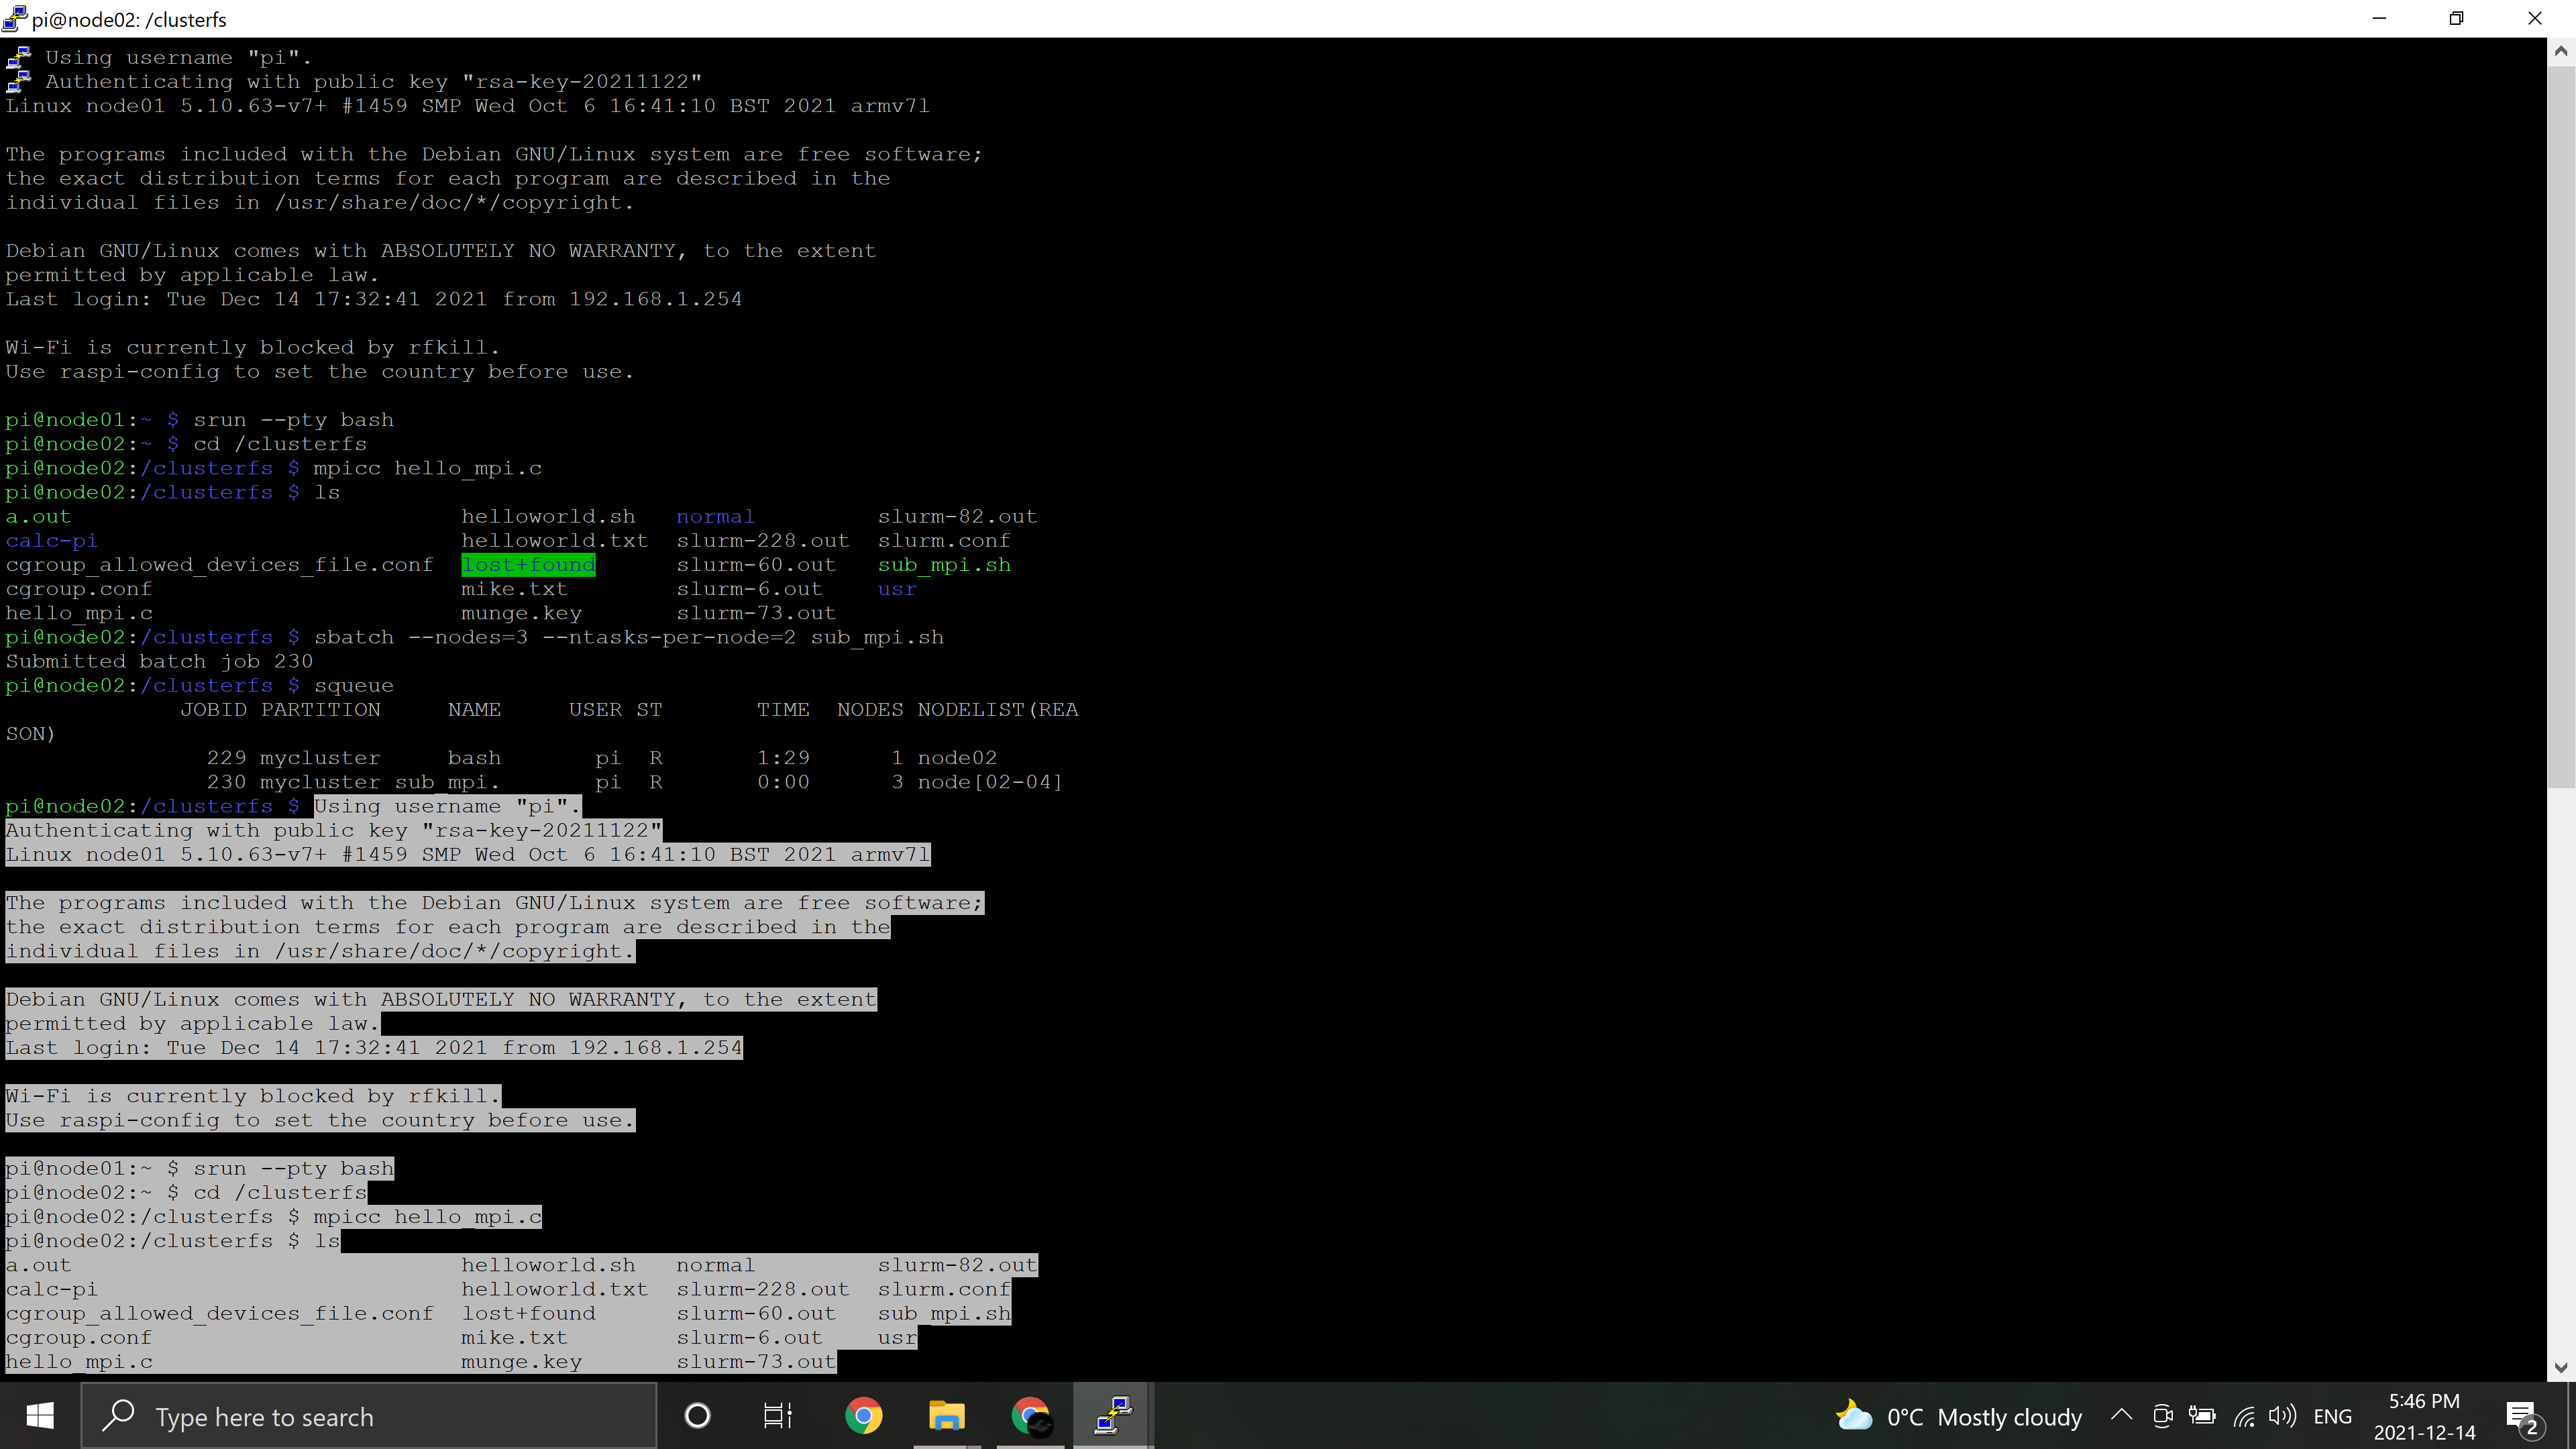 pi@node02: /clusterfs
Using username "pi".
Authenticating with public key "rsa-key-20211122"
Linux node01 5.10.63-v7+ #1459 SMP Wed Oct 6 16:41:10 BST 2021 armv7l
The programs included with the Debian GNU/Linux system are free software;
the exact distribution terms for each program are described in the
individual files in /usr/share/doc/*/copyright.
Debian GNU/Linux comes with ABSOLUTELY NO WARRANTY, to the extent
permitted by applicable law.
Last login: Tue Dec 14 17:32:41 2021 from 192.168.1.254
Wi-Fi is currently blocked by rfkill.
Use raspi-config to set the country before use.
pi@node01:~ $ srun --pty bash
pi@node02:~ $ cd /clusterfs
pi@node02:/clusterfs $ mpicc hello_mpi.c
pi@node02:/clusterfs $ ls
a.out helloworld.sh normal slurm-82.out
calc-pi helloworld.txt slurm-228.out slurm.conf
cgroup_allowed_devices_file.conf lost+found slurm-60.out sub_mpi.sh
cgroup.conf mike.txt slurm-6.out usr
hello_mpi.c munge.key slurm-73.out
pi@node02:/clusterfs $ sbatch --nodes=3 --ntasks-per-node=2 sub_mpi.sh
Submitted batch job 230
pi@node02:/clusterfs $ squeue
JOBID PARTITION NAME USER ST TIME NODES NODELIST(REA
SON)
229 mycluster bash pi R 1:29 1 node02
230 mycluster sub_mpi. pi R 0:00 3 node[02-04]
pi@node02:/clusterfs $ Using username "pi".
Authenticating with public key "rsa-key-20211122"
Linux node01 5.10.63-v7+ #1459 SMP Wed Oct 6 16:41:10 BST 2021 armv7l
The programs included with the Debian GNU/Linux system are free software;
the exact distribution terms for each program are described in the
individual files in /usr/share/doc/*/copyright.
Debian GNU/Linux comes with ABSOLUTELY NO WARRANTY, to the extent
permitted by applicable law.
Last login: Tue Dec 14 17:32:41 2021 from 192.168.1.254
Wi-Fi is currently blocked by rfkill.
Use raspi-config to set the country before use.
pi@node01:~ $ srun --pty bash
pi@node02:~ $ cd /clusterfs
pi@node02:/clusterfs $ mpicc hello_mpi.c
pi@node02:/clusterfs $ ls
a.out helloworld.sh normal slurm-82.out
calc-pi helloworld.txt slurm-228.out slurm.conf
cgroup_allowed_devices_file.conf lost+found slurm-60.out sub_mpi.sh
cgroup.conf mike.txt slurm-6.out usr
hello_mpi.c munge.key slurm-73.out
Type here to search
0°C Mostly cloudy
ENG
5:46 PM
2021-12-14
2